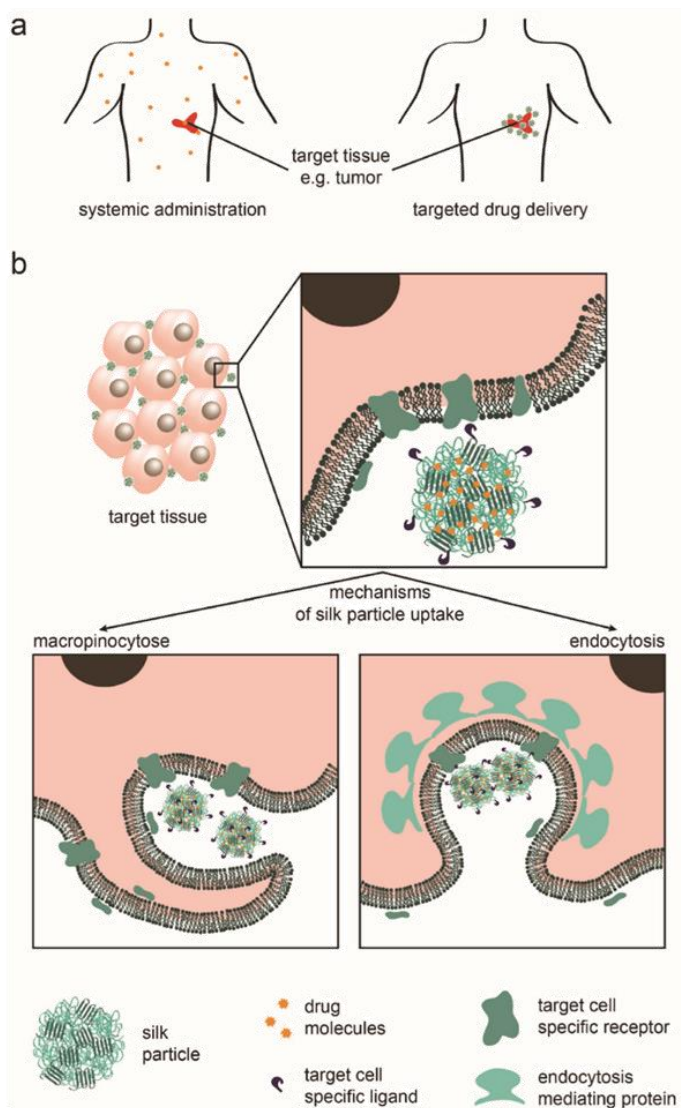 a
target tissue
e.g. tumor
systemic administration
targeted drug delivery
b
target tissue
mechanisms
of silk particle uptake
macropinocytose
endocytosis
silk
particle
drug
molecules
target cell
specific receptor
target cell
specific ligand
endocytosis
mediating protein